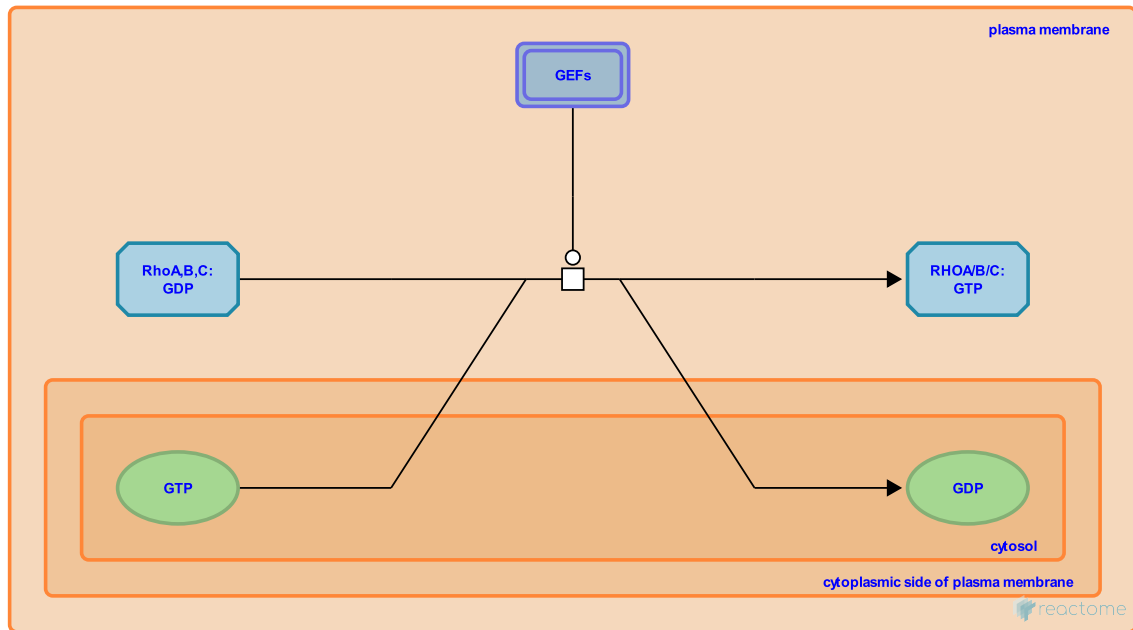 plasma membrane
GEFs
RhoA,B,C:
GDP
RHOA/B/C:
GTP
GTP
GDP
cytosol
cytoplasmic side of plasma membrane
reactome